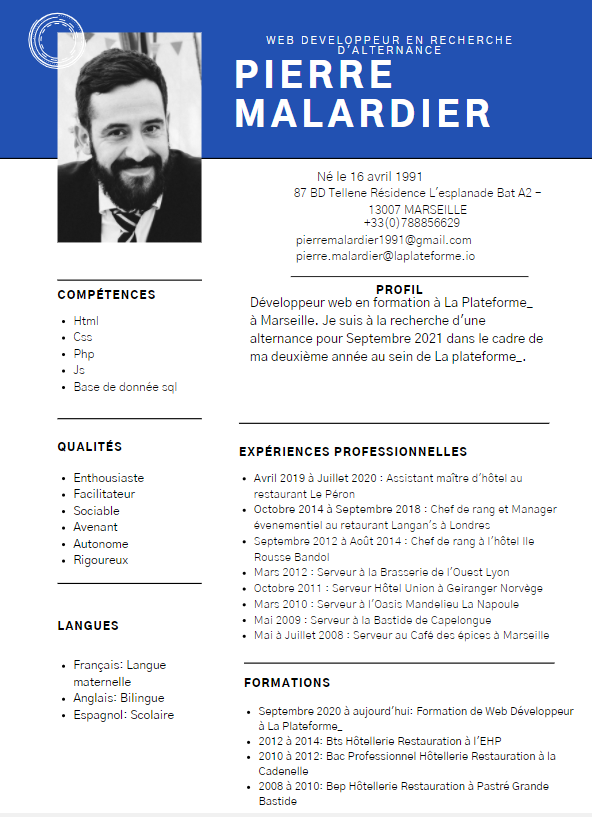 WEB DEVELOPPEUR EN RECHERCHE
D'ALTERNANCE
PIERRE
MALARDIER
Né le 16 avril 1991
87 BD Tellene Résidence L'esplanade Bat A2 -
13007 MARSEILLE
+33(0)788856629
pierremalardier1991@gmail.com
pierre.malardier@laplateforme.io
PROFIL
Développeur web en formation à La Plateforme_
à Marseille. Je suis à la recherche d'une
alternance pour Septembre 2021 dans le cadre de
ma deuxième année au sein de La plateforme_.
COMPÉTENCES
Html
Css
Php
Js
Base de donnée sql
QUALITÉS
Enthousiaste
Facilitateur
Sociable
Avenant
Autonome
Rigoureux
LANGUES
Français: Langue
maternelle
Anglais: Bilingue
Espagnol: Scolaire
EXPÉRIENCES PROFESSIONNELLES
Avril 2019 à Juillet 2020 : Assistant maître d'hôtel au
restaurant Le Péron
Octobre 2014 à Septembre 2018 : Chef de rang et Manager
évenementiel au retaurant Langan's à Londres
Septembre 2012 à Août 2014 : Chef de rang à l'hôtel Ile
Rousse Bandol
Mars 2012 : Serveur à la Brasserie de l'Ouest Lyon
Octobre 2011 : Serveur Hôtel Union à Geiranger Norvège
Mars 2010 : Serveur à l'Oasis Mandelieu La Napoule
Mai 2009 : Serveur à la Bastide de Capelongue
Mai à Juillet 2008 : Serveur au Café des épices à Marseille
FORMATIONS
Septembre 2020 à aujourd'hui: Formation de Web Développeur
à La Plateforme_
2012 à 2014: Bts Hôtellerie Restauration à l'EHP
2010 à 2012: Bac Professionnel Hôtellerie Restauration à la
Cadenelle
2008 à 2010: Bep Hôtellerie Restauration à Pastré Grande
Bastide